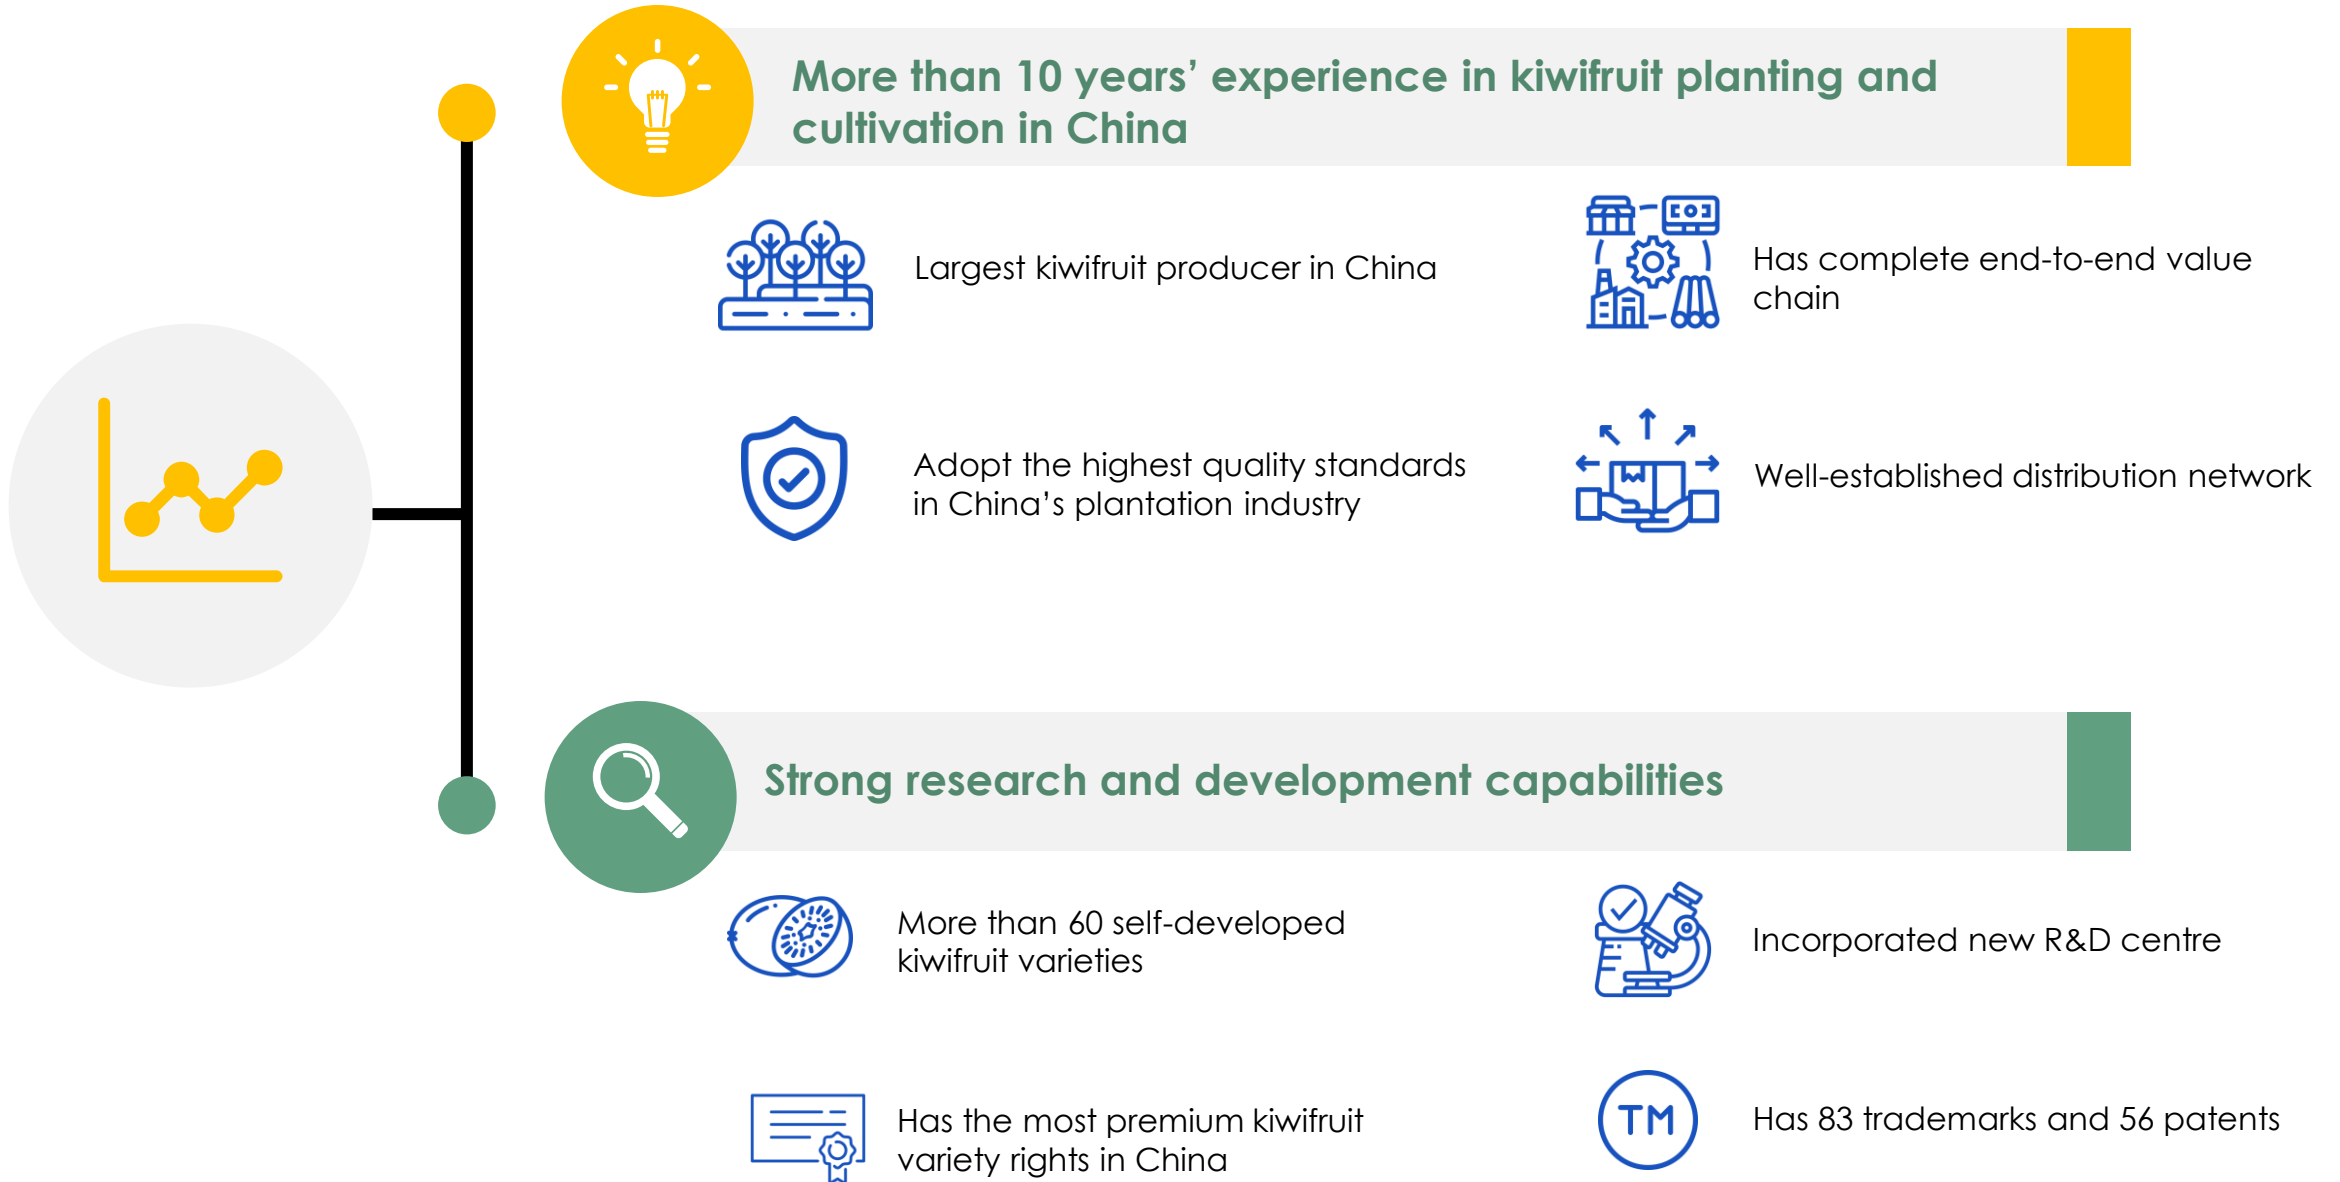 More than 10 years’ experience in kiwifruit planting and
cultivation in China
Largest kiwifruit producer in China
Has complete end-to-end value
chain
Adopt the highest quality standards
in China’s plantation industry
Well-established distribution network
Strong research and development capabilities
More than 60 self-developed
kiwifruit varieties
Incorporated new R&D centre
Has the most premium kiwifruit
variety rights in China
TM
Has 83 trademarks and 56 patents